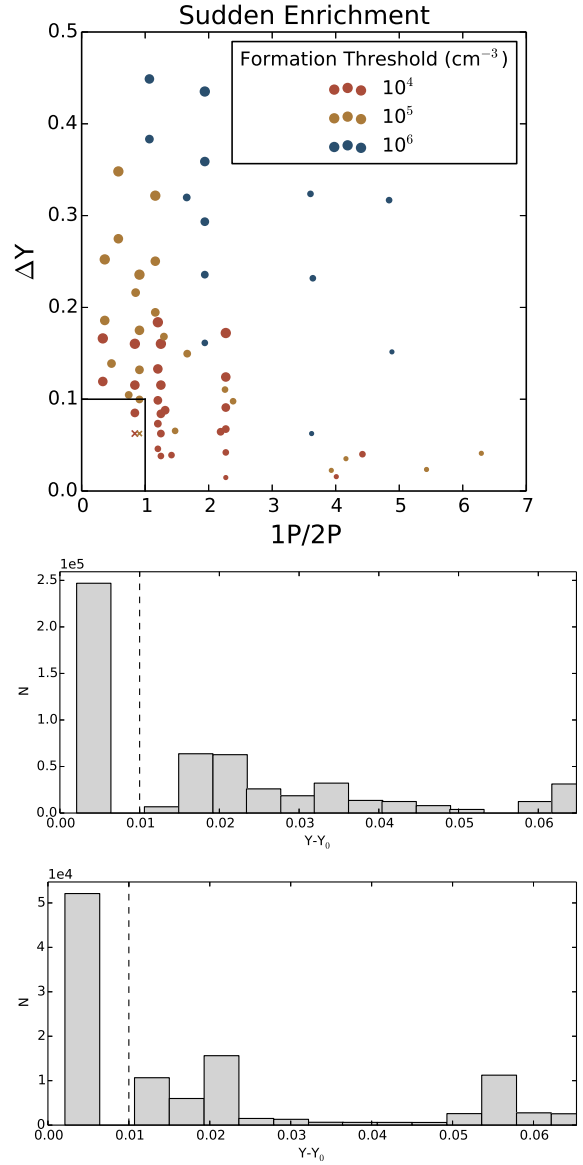 Sudden Enrichment
0.5
0.4
0.3
0.2
0.1
0.0
ΔY
Formation Threshold (cm⁻³)
10⁴
10⁵
10⁶
0 1 2 3 4 5 6 7
1P/2P
1e5
2.5
2.0
1.5
1.0
0.5
0.0
N
0.00 0.01 0.02 0.03 0.04 0.05 0.06
Y-Y₀
1e4
5
4
3
2
1
0
N
0.00 0.01 0.02 0.03 0.04 0.05 0.06
Y-Y₀